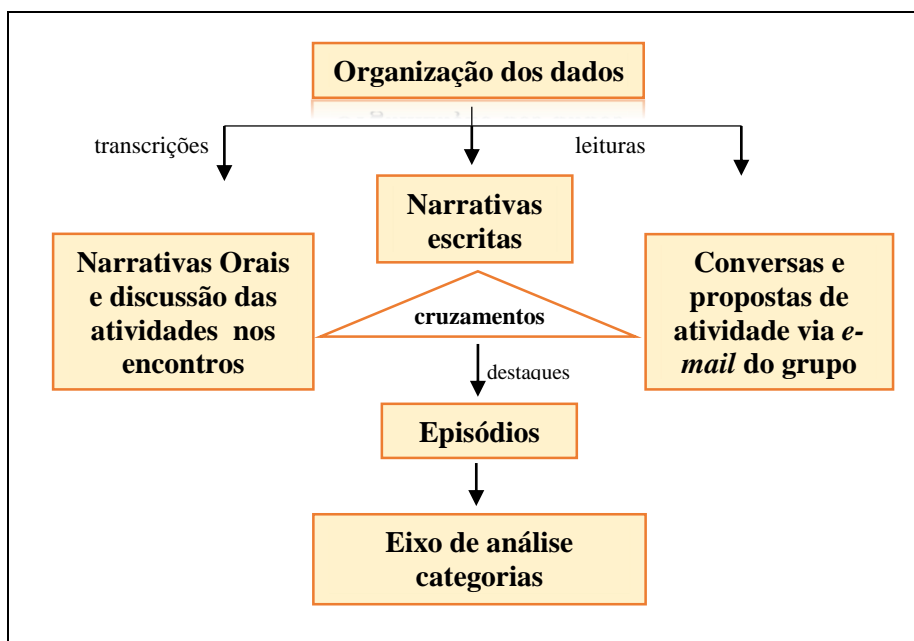 Organização dos dados
transcrições
leituras
Narrativas
escritas
Narrativas Orais
e discussão das
atividades nos
encontros
cruzamentos
Conversas e
propostas de
atividade via e-
mail do grupo
destaques
Episódios
Eixo de análise
categorias